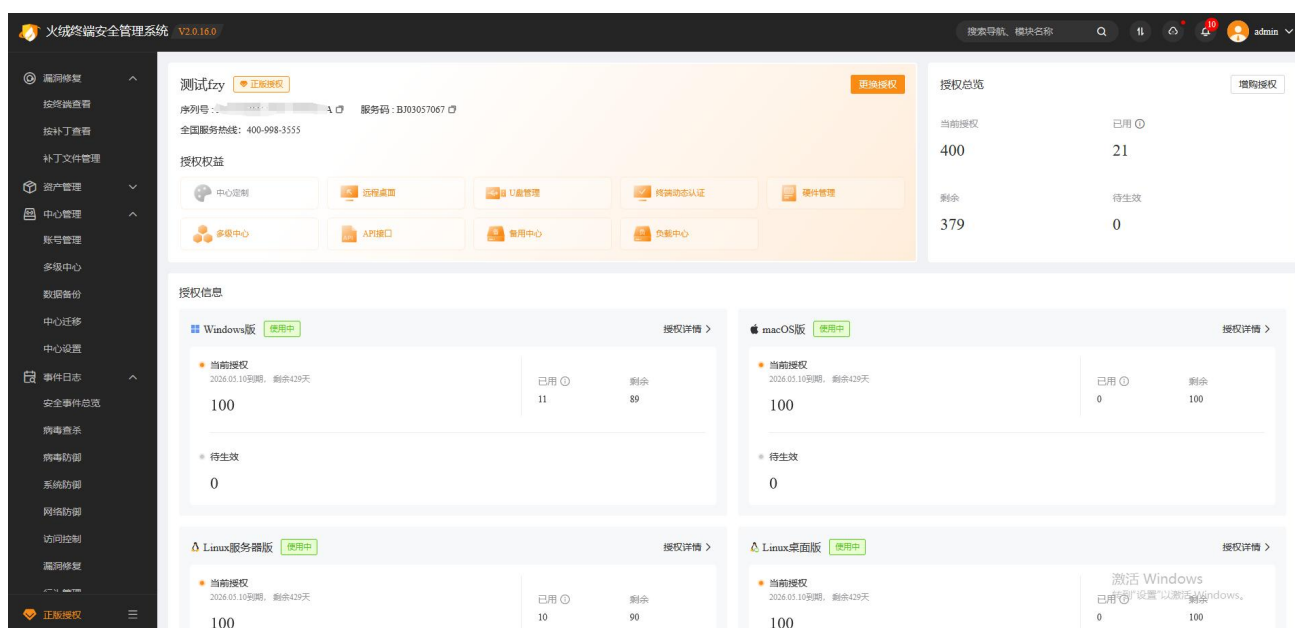 火绒终端安全管理系统 V2.0.16.0
搜索导航、模块名称
10
admin
漏洞修复
按终端查看
按补丁查看
补丁文件管理
资产管理
中心管理
账号管理
多级中心
数据备份
中心迁移
中心设置
事件日志
安全事件总览
病毒查杀
病毒防御
系统防御
网络防御
访问控制
漏洞修复
正版授权
测试fzy 正版授权
更换授权
序列号: A 服务码 : BJ03057067
全国服务热线: 400-998-3555
授权权益
中心定制 远程桌面 U盘管理 终端动态认证 硬件管理
多级中心 API接口 备用中心 负载中心
授权总览 增购授权
当前授权 已用
400 21
剩余 待生效
379 0
授权信息
Windows版 使用中 授权详情
当前授权
2026.05.10到期, 剩余429天
已用 剩余
100 11 89
待生效
0
macOS版 使用中 授权详情
当前授权
2026.05.10到期, 剩余429天
已用 剩余
100 0 100
待生效
0
Linux服务器版 使用中 授权详情
当前授权
2026.05.10到期, 剩余429天
已用 剩余
100 10 90
Linux桌面版 使用中 授权详情
当前授权
2026.05.10到期, 剩余429天
已用 剩余
100 0 100
激活 Windows
转到"设置"以激活 Windows。